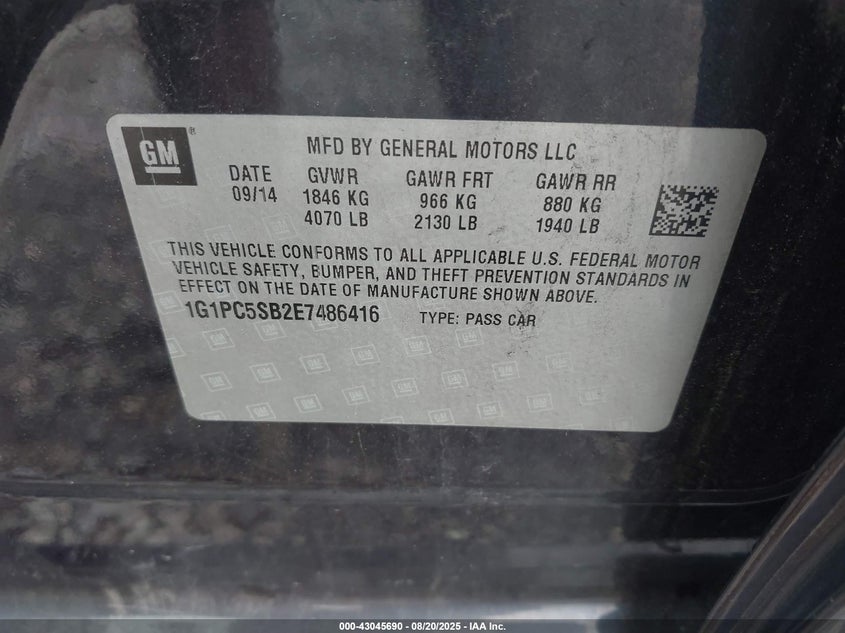 GM ®
MFD BY GENERAL MOTORS LLC
DATE GVWR GAWR FRT GAWR RR
09/14 1846 KG 966 KG 880 KG
4070 LB 2130 LB 1940 LB
THIS VEHICLE CONFORMS TO ALL APPLICABLE U.S. FEDERAL MOTOR
VEHICLE SAFETY, BUMPER, AND THEFT PREVENTION STANDARDS IN
EFFECT ON THE DATE OF MANUFACTURE SHOWN ABOVE.
1G1PC5SB2E7486416 TYPE: PASS CAR
000-43045690 - 08/20/2025 - IAA Inc.